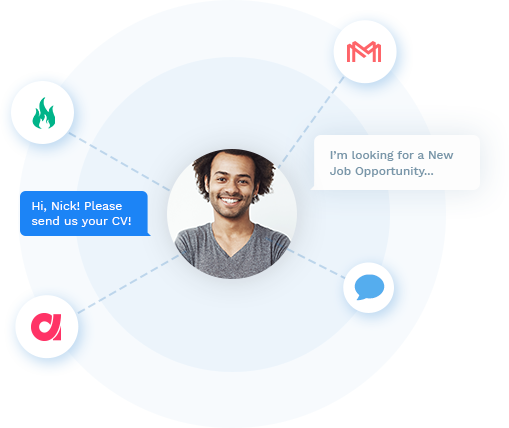 I'm looking for a New
Job Opportunity...
Hi, Nick! Please
send us your CV!